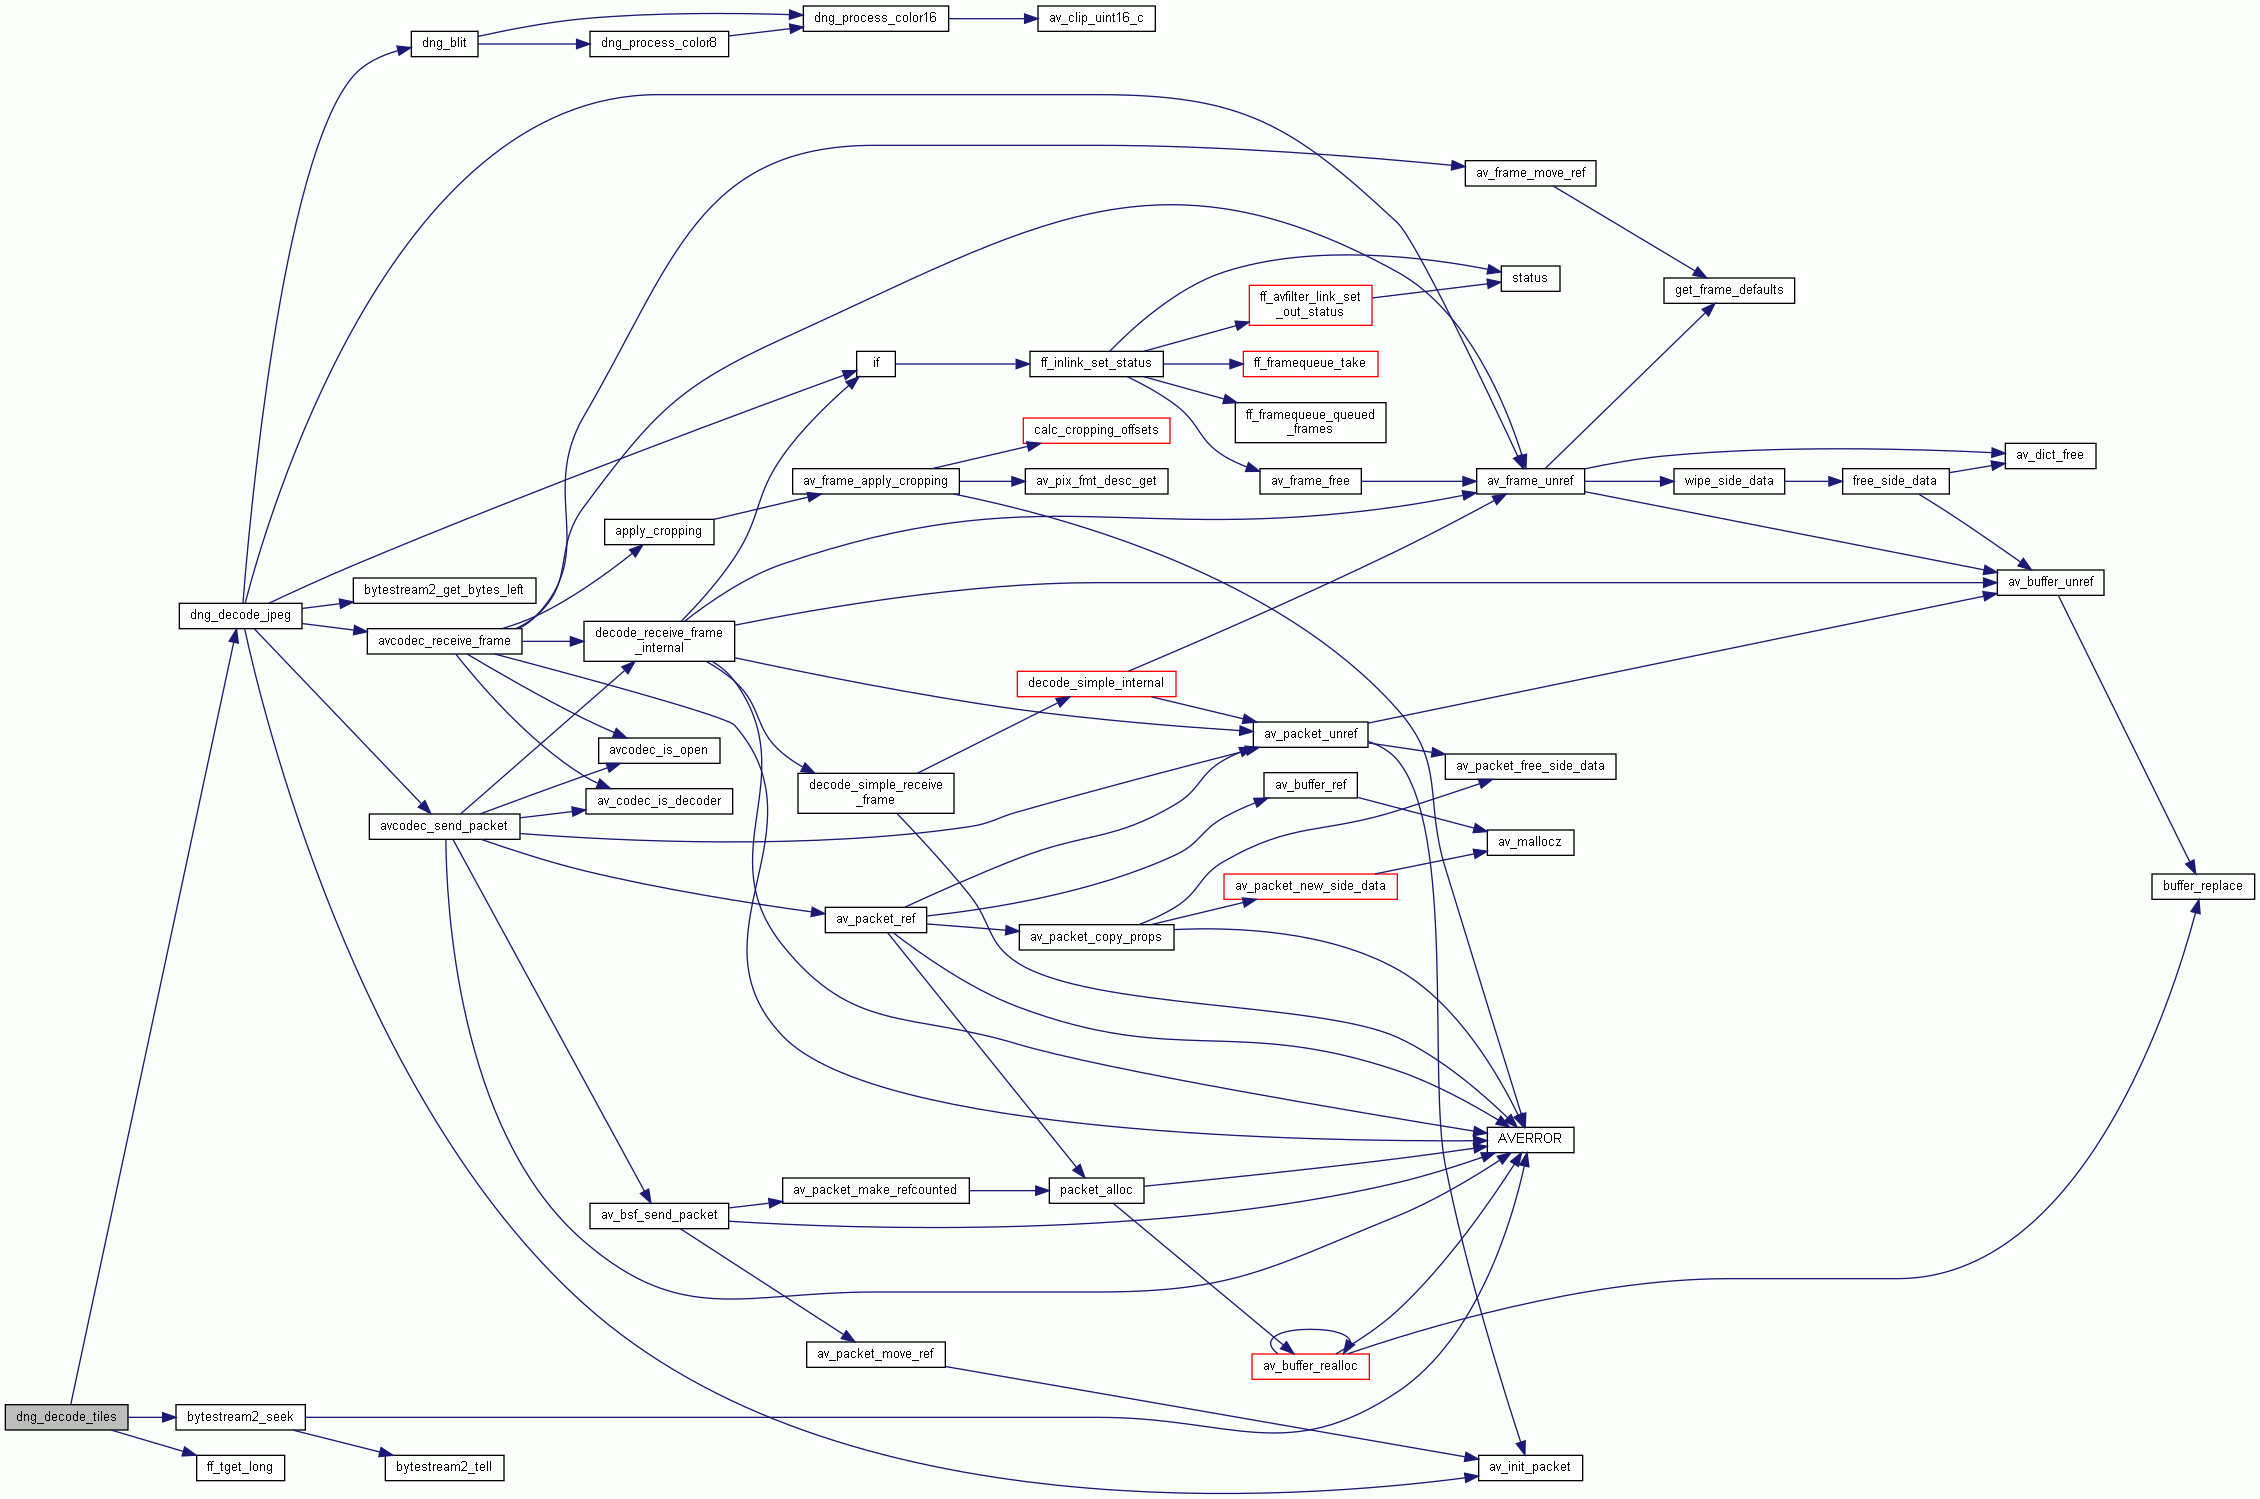 dng_process_color16
av_clip_uint16_c
dng_blit
dng_process_color8
av_frame_move_ref
status
get_frame_defaults
ff_avfilter_link_set
_out_status
if
ff_inlink_set_status
ff_framequeue_take
ff_framequeue_queued
_frames
calc_cropping_offsets
av_dict_free
av_frame_apply_cropping
av_pix_fmt_desc_get
av_frame_free
av_frame_unref
wipe_side_data
free_side_data
apply_cropping
bytestream2_get_bytes_left
av_buffer_unref
dng_decode_jpeg
avcodec_receive_frame
decode_receive_frame
_internal
decode_simple_internal
av_packet_unref
avcodec_is_open
av_packet_free_side_data
decode_simple_receive
_frame
av_buffer_ref
av_codec_is_decoder
avcodec_send_packet
av_mallocz
av_packet_new_side_data
buffer_replace
av_packet_ref
av_packet_copy_props
AVERROR
av_packet_make_refcounted
packet_alloc
av_bsf_send_packet
av_packet_move_ref
av_buffer_realloc
dng_decode_tiles
bytestream2_seek
ff_tget_long
bytestream2_tell
av_init_packet